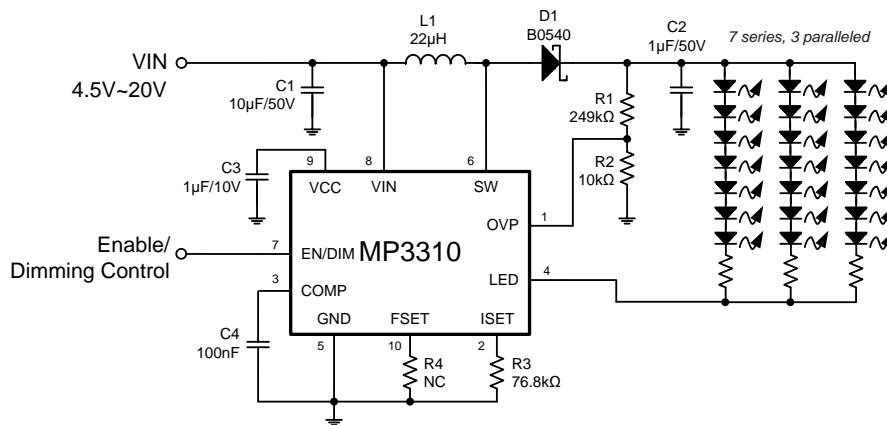 L1
22µH
D1
B0540
C2
1µF/50V
7 series, 3 paralleled
VIN
4.5V~20V
C1
10µF/50V
R1
249kΩ
R2
10kΩ
C3
1µF/10V
9
8
6
VCC
VIN
SW
1
OVP
Enable/
Dimming Control
7
EN/DIM
MP3310
LED
4
3
COMP
C4
100nF
GND
FSET
ISET
5
10
2
R4
NC
R3
76.8kΩ